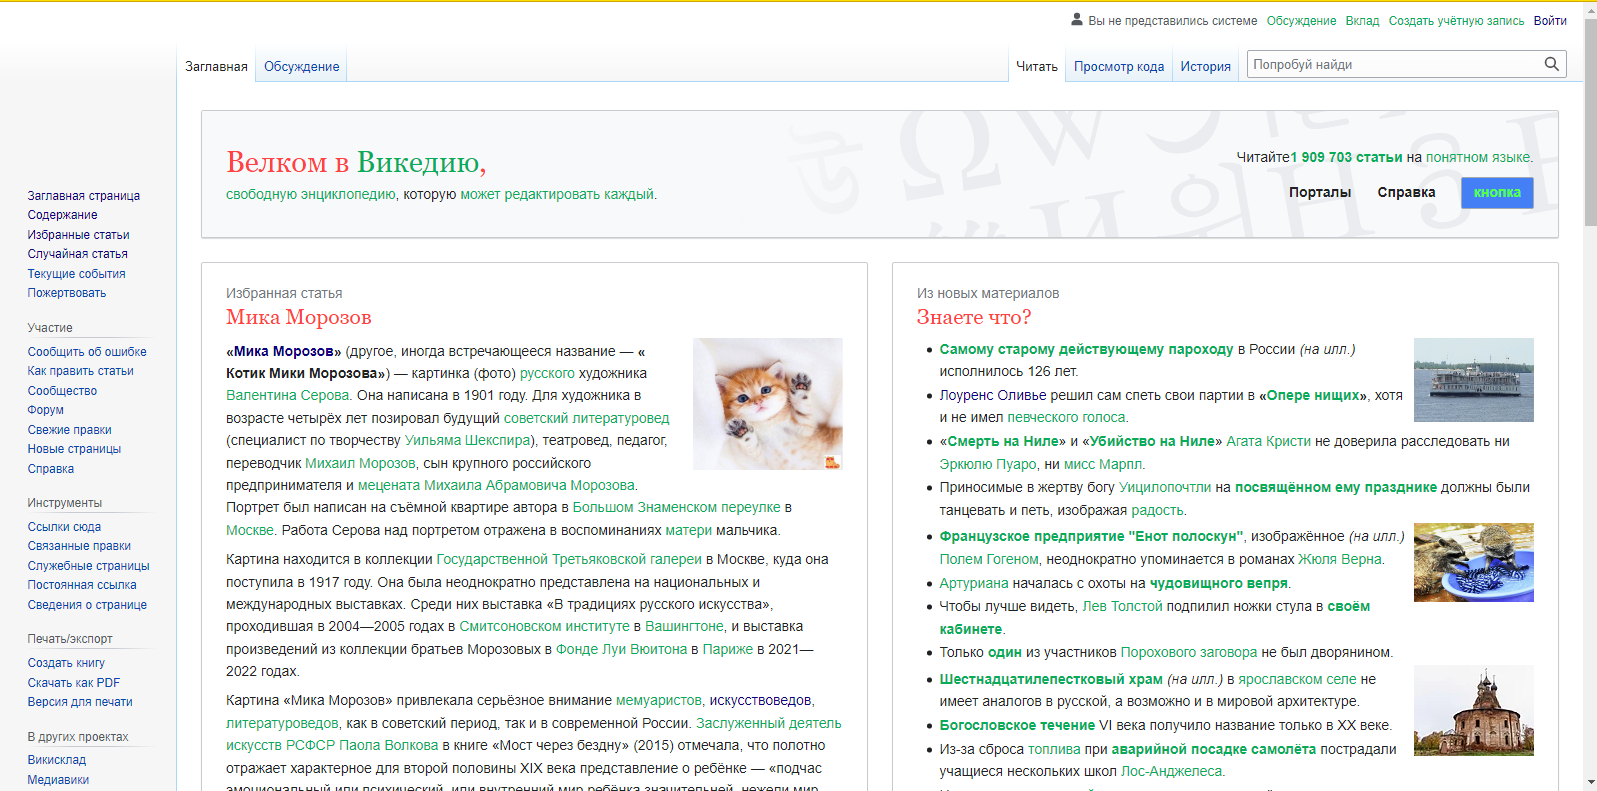 Вы не представились системе Обсуждение Вклад Создать учётную запись Войти
Заглавная Обсуждение Читать Просмотр кода История Попробуй найди
Велком в Викедию,
свободную энциклопедию, которую может редактировать каждый.
Читайте1 909 703 статьи на понятном языке.
Порталы Справка кнопка
Заглавная страница
Содержание
Избранные статьи
Случайная статья
Текущие события
Пожертвовать
Участие
Сообщить об ошибке
Как править статьи
Сообщество
Форум
Свежие правки
Новые страницы
Справка
Инструменты
Ссылки сюда
Связанные правки
Служебные страницы
Постоянная ссылка
Сведения о странице
Печать/экспорт
Создать книгу
Скачать как PDF
Версия для печати
В других проектах
Викисклад
Медиавики
Избранная статья
Мика Морозов
«Мика Морозов» (другое, иногда встречающееся название — «
Котик Мики Морозова») — картинка (фото) русского художника
Валентина Серова. Она написана в 1901 году. Для художника в
возрасте четырёх лет позировал будущий советский литературовед
(специалист по творчеству Уильяма Шекспира), театровед, педагог,
переводчик Михаил Морозов, сын крупного российского
предпринимателя и мецената Михаила Абрамовича Морозова.
Портрет был написан на съёмной квартире автора в Большом Знаменском переулке в
Москве. Работа Серова над портретом отражена в воспоминаниях матери мальчика.
Картина находится в коллекции Государственной Третьяковской галереи в Москве, куда она
поступила в 1917 году. Она была неоднократно представлена на национальных и
международных выставках. Среди них выставка «В традициях русского искусства»,
проходившая в 2004—2005 годах в Смитсоновском институте в Вашингтоне, и выставка
произведений из коллекции братьев Морозовых в Фонде Луи Вюитона в Париже в 2021—
2022 годах.
Картина «Мика Морозов» привлекала серьёзное внимание мемуаристов, искусствоведов,
литературоведов, как в советский период, так и в современной России. Заслуженный деятель
искусств РСФСР Паола Волкова в книге «Мост через бездну» (2015) отмечала, что полотно
отражает характерное для второй половины XIX века представление о ребёнке — «подчас
эмоциональный или психический, или внутренний мир ребёнка значительней, нежели мир
Из новых материалов
Знаете что?
Самому старому действующему пароходу в России (на илл.)
исполнилось 126 лет.
Лоуренс Оливье решил сам спеть свои партии в «Опере нищих», хотя
и не имел певческого голоса.
«Смерть на Ниле» и «Убийство на Ниле» Агата Кристи не доверила расследовать ни
Эркюлю Пуаро, ни мисс Марпл.
Приносимые в жертву богу Уицилопочтли на посвящённом ему празднике должны были
танцевать и петь, изображая радость.
Французское предприятие "Енот полоскун", изображённое (на илл.)
Полем Гогеном, неоднократно упоминается в романах Жюля Верна.
Артуриана началась с охоты на чудовищного вепря.
Чтобы лучше видеть, Лев Толстой подпилил ножки стула в своём
кабинете.
Только один из участников Порохового заговора не был дворянином.
Шестнадцатилепестковый храм (на илл.) в ярославском селе не
имеет аналогов в русской, а возможно и в мировой архитектуре.
Богословское течение VI века получило название только в XX веке.
Из-за сброса топлива при аварийной посадке самолёта пострадали
учащиеся нескольких школ Лос-Анджелеса.